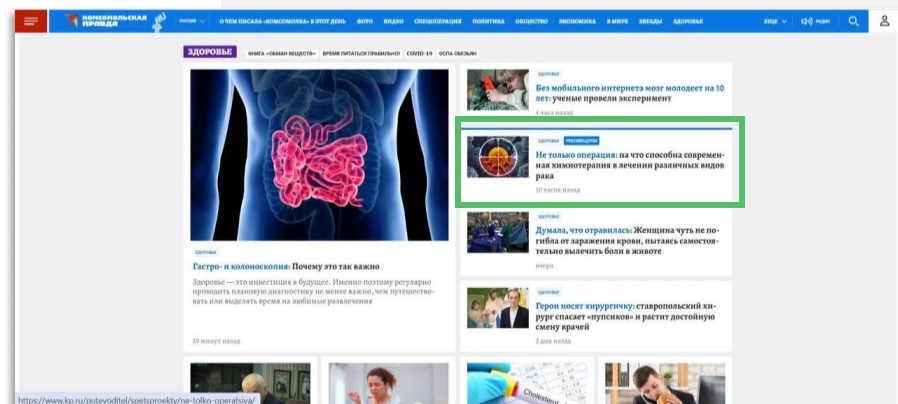 КОМСОМОЛЬСКАЯ
ПРАВДА
РОССИЯ
О ЧЕМ ПИСАЛА «КОМСОМОЛКА» В ЭТОТ ДЕНЬ ФОТО ВИДЕО СПЕЦОПЕРАЦИЯ ПОЛИТИКА ОБЩЕСТВО ЭКОНОМИКА В МИРЕ ЗВЕЗДЫ ЗДОРОВЬЕ
ЕЩЕ РАДИО
ЗДОРОВЬЕ КНИГА «ОБМАН ВЕЩЕСТВ» ВРЕМЯ ПИТАТЬСЯ ПРАВИЛЬНО! COVID-19 ОСПА ОБЕЗЬЯН
ЗДОРОВЬЕ
Гастро- и колоноскопия: Почему это так важно
Здоровье — это инвестиция в будущее. Именно поэтому регулярно
проходить плановую диагностику не менее важно, чем путешество-
вать или выделять время на любимые развлечения
19 минут назад
ЗДОРОВЬЕ
Без мобильного интернета мозг молодеет на 10
лет: ученые провели эксперимент
4 часа назад
ЗДОРОВЬЕ РЕКОМЕНДУЕМ
Не только операция: на что способна современ-
ная химиотерапия в лечении различных видов
рака
10 часов назад
ЗДОРОВЬЕ
Думала, что отравилась: Женщина чуть не по-
гибла от заражения крови, пытаясь самостоя-
тельно вылечить боли в животе
вчера
ЗДОРОВЬЕ
Герои носят хирургичку: ставропольский хи-
рург спасает «пупсиков» и растит достойную
смену врачей
2 дня назад
Cholesterol
https://www.kp.ru/putevoditel/spetsproekty/ne-tolko-operatsiya/